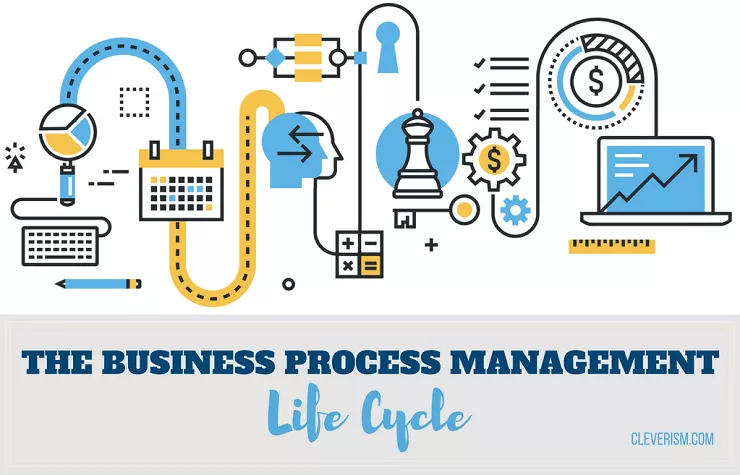 $
$
THE BUSINESS PROCESS MANAGEMENT
Life Cycle
CLEVERISM.COM